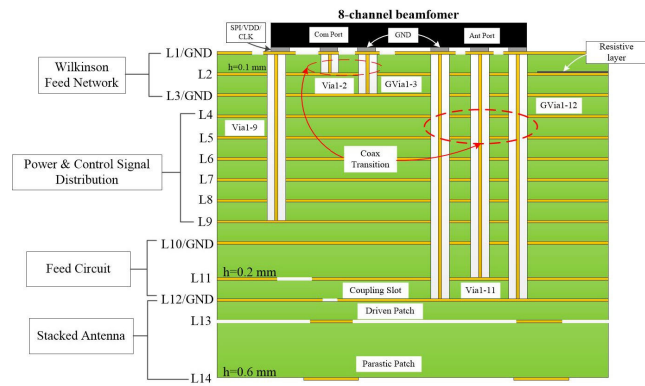 8-channel beamfomer
SPI/VDD/
CLK
Com Port
GND
Ant Port
L1/GND
Resistive
layer
Wilkinson
Feed Network
h=0.1 mm
L2
Via1-2
GVia1-3
GVia1-12
L3/GND
L4
Via1-9
L5
Coax
Transition
Power & Control Signal
Distribution
L6
L7
L8
L9
L10/GND
Feed Circuit
L11
h=0.2 mm
Coupling Slot
Via1-11
L12/GND
Driven Patch
L13
Stacked Antenna
Parastic Patch
L14
h=0.6 mm